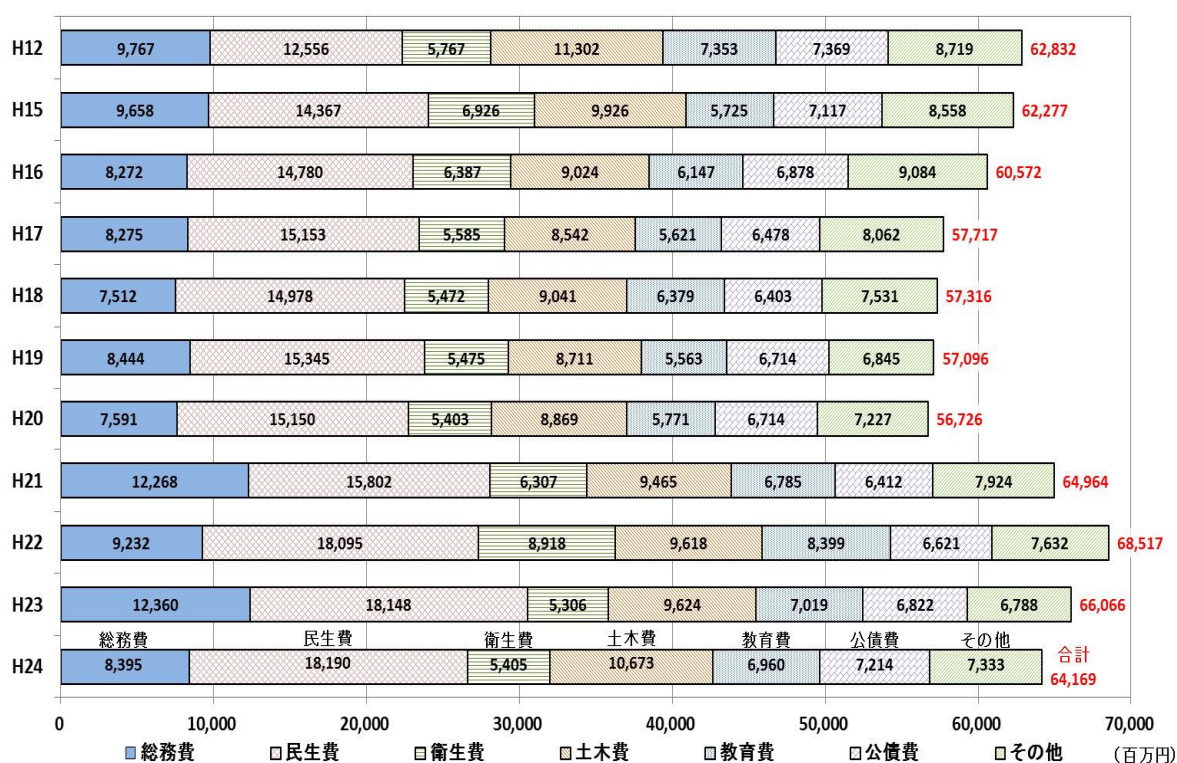 H12 9,767 12,556 5,767 11,302 7,353 7,369 8,719 62,832
H15 9,658 14,367 6,926 9,926 5,725 7,117 8,558 62,277
H16 8,272 14,780 6,387 9,024 6,147 6,878 9,084 60,572
H17 8,275 15,153 5,585 8,542 5,621 6,478 8,062 57,717
H18 7,512 14,978 5,472 9,041 6,379 6,403 7,531 57,316
H19 8,444 15,345 5,475 8,711 5,563 6,714 6,845 57,096
H20 7,591 15,150 5,403 8,869 5,771 6,714 7,227 56,726
H21 12,268 15,802 6,307 9,465 6,785 6,412 7,924 64,964
H22 9,232 18,095 8,918 9,618 8,399 6,621 7,632 68,517
H23 12,360 18,148 5,306 9,624 7,019 6,822 6,788 66,066
総務費 民生費 衛生費 土木費 教育費 公債費 その他 合計
H24 8,395 18,190 5,405 10,673 6,960 7,214 7,333 64,169
0 10,000 20,000 30,000 40,000 50,000 60,000 70,000
総務費 民生費 衛生費 土木費 教育費 公債費 その他 (百万円)